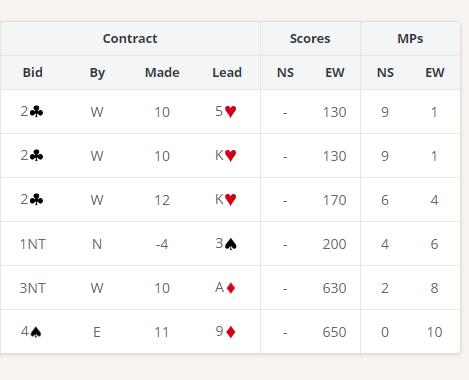 Contract Scores MPs
Bid By Made Lead NS EW NS EW
2♣ W 10 5♥ - 130 9 1
2♣ W 10 K♥ - 130 9 1
2♣ W 12 K♥ - 170 6 4
1NT N -4 3♠ - 200 4 6
3NT W 10 A♦ - 630 2 8
4♠ E 11 9♦ - 650 0 10